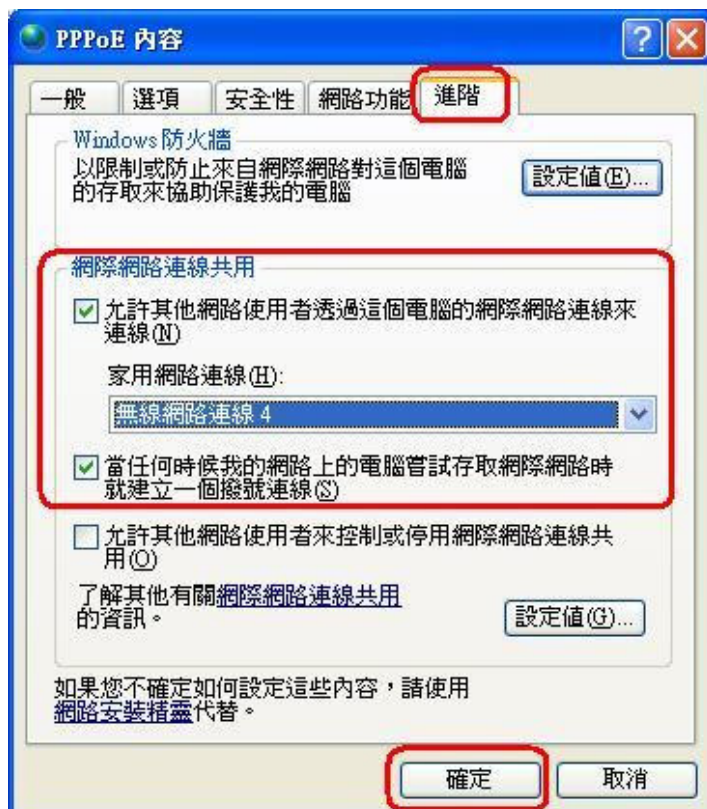 PPPoE 內容
一般 選項 安全性 網路功能 進階
Windows 防火牆
以限制或防止來自網際網路對這個電腦
的存取來協助保護我的電腦
設定值(E)...
網際網路連線共用
允許其他網路使用者透過這個電腦的網際網路連線來
連線(N)
家用網路連線(H):
無線網路連線 4
當任何時候我的網路上的電腦嘗試存取網際網路時
就建立一個撥號連線(S)
允許其他網路使用者來控制或停用網際網路連線共
用(O)
了解其他有關網際網路連線共用
的資訊。
設定值(G)...
如果您不確定如何設定這些內容，請使用
網路安裝精靈代替。
確定 取消